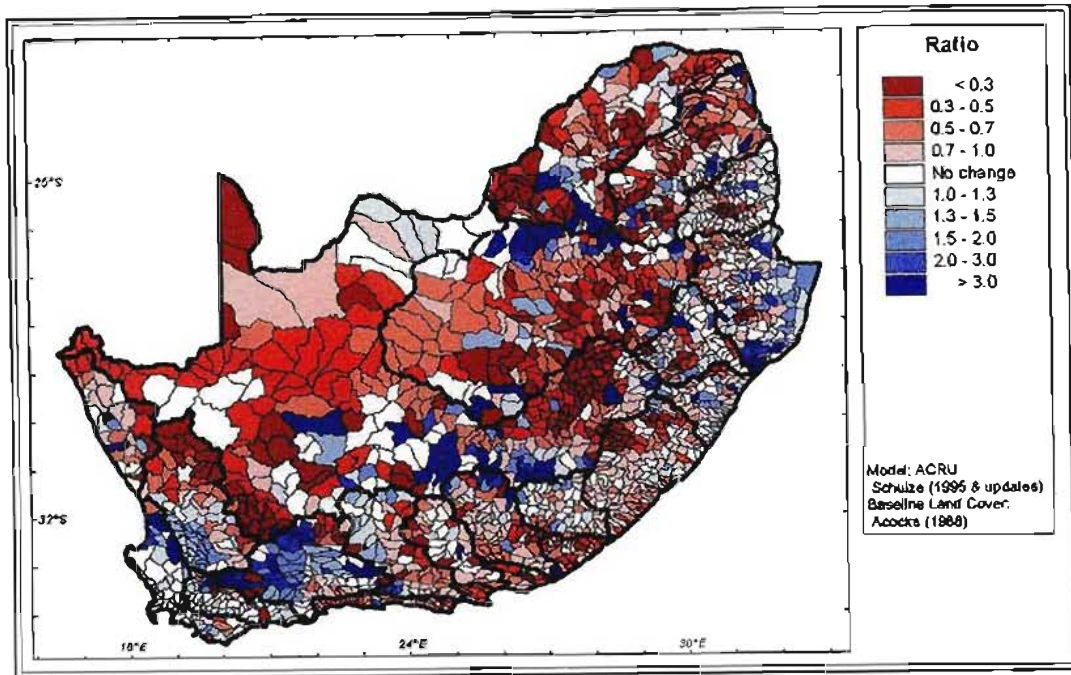 Ratio
< 0.3
0.3 - 0.5
0.5 - 0.7
0.7 - 1.0
No change
1.0 - 1.3
1.3 - 1.5
1.5 - 2.0
2.0 - 3.0
> 3.0
25°S
32°S
18°E
24°E
30°E
Model: ACRU
Schulze (1995 & updates)
Baseline Land Cover:
Acocks (1988)